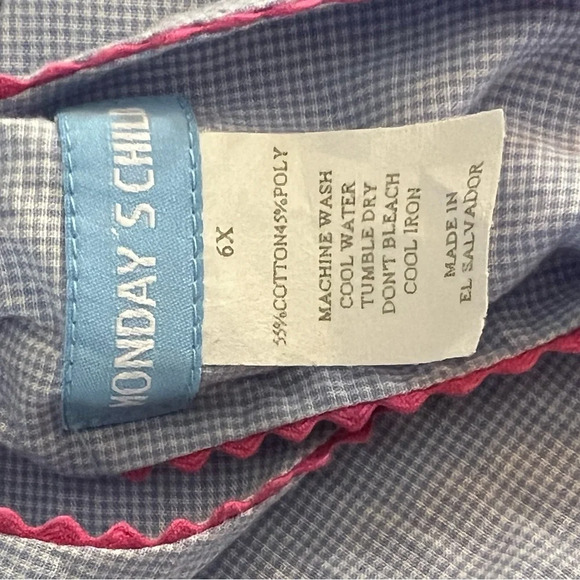 MONDAY'S CHILD
6X
55%COTTON45%POLY
MACHINE WASH
COOL WATER
TUMBLE DRY
DON'T BLEACH
COOL IRON
MADE IN
EL SALVADOR